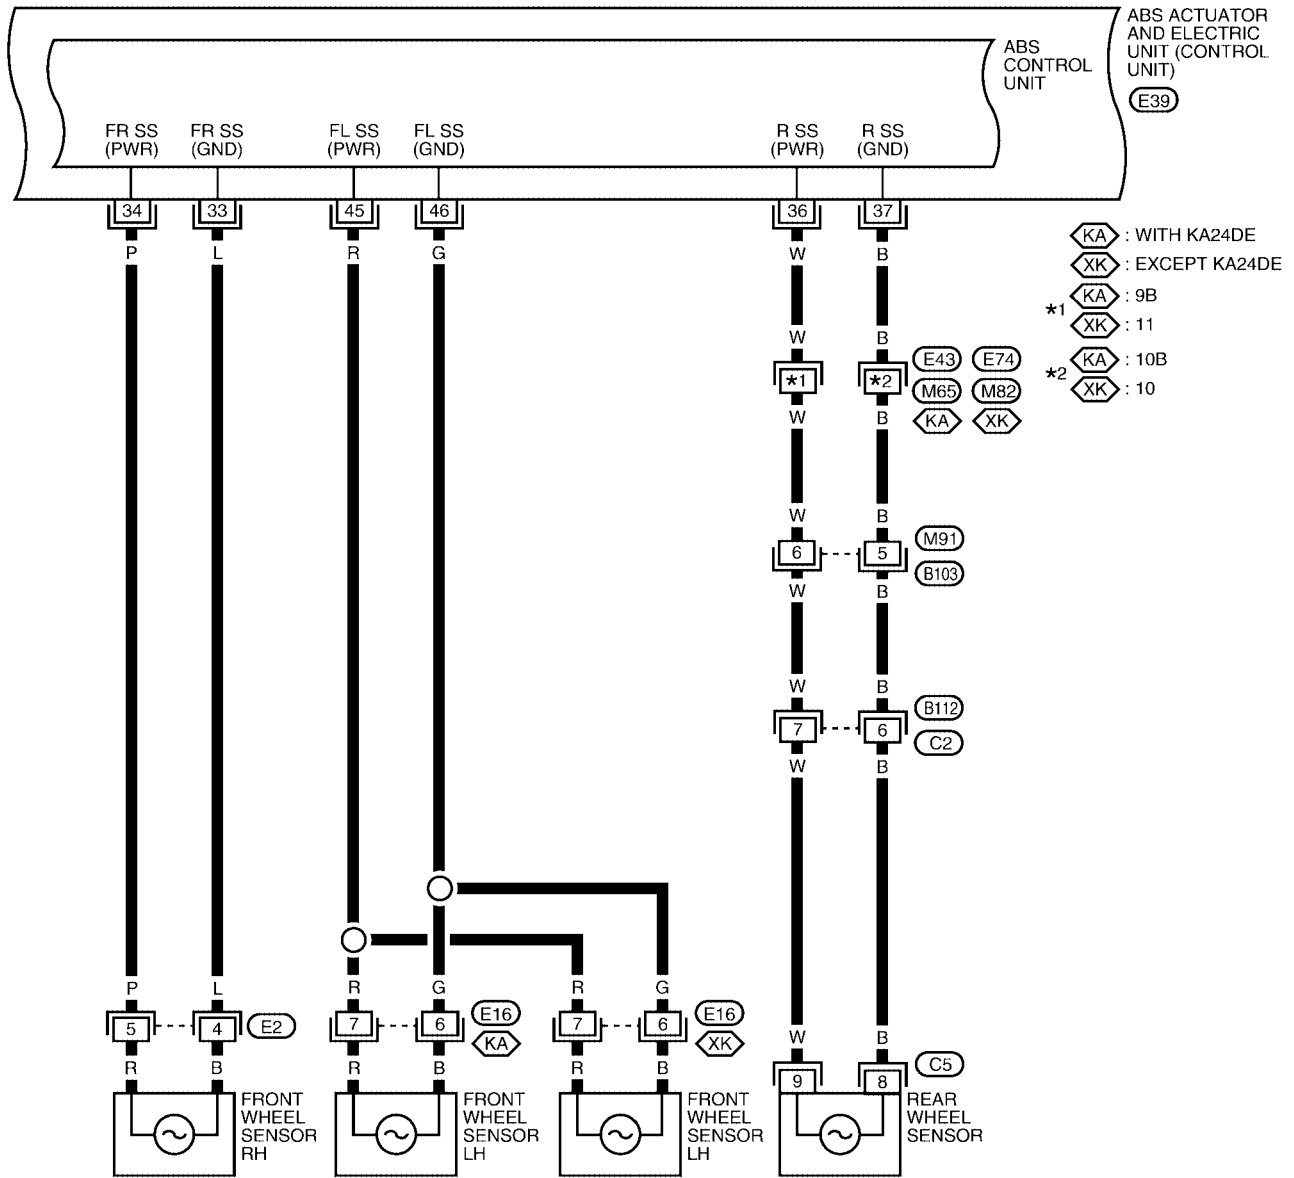 ABS ACTUATOR
AND ELECTRIC
UNIT (CONTROL
UNIT)
E39
ABS
CONTROL
UNIT
FR SS
(PWR)
FR SS
(GND)
FL SS
(PWR)
FL SS
(GND)
R SS
(PWR)
R SS
(GND)
34 33 45 46 36 37
P L R G W B
KA : WITH KA24DE
XK : EXCEPT KA24DE
*1 KA : 9B
XK : 11
*2 KA : 10B
XK : 10
W B
*1 *2
E43 E74
M65 M82
KA XK
W B
W B
6 5
M91
B103
W B
W B
7 6
B112
C2
W B
P L R G R G W B
5 4 E2
7 6 E16
KA
7 6 E16
XK
9 8 C5
R B R B R B
FRONT
WHEEL
SENSOR
RH
FRONT
WHEEL
SENSOR
LH
FRONT
WHEEL
SENSOR
LH
REAR
WHEEL
SENSOR